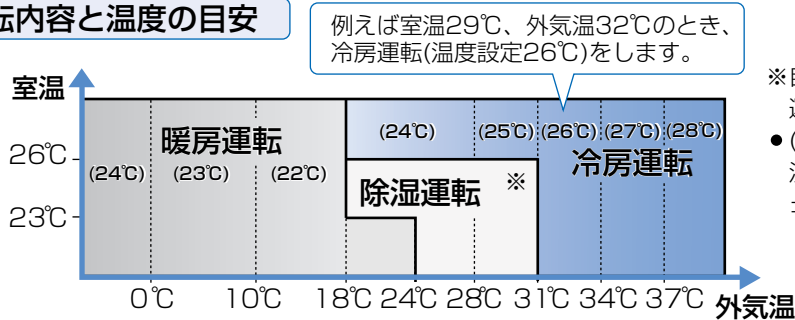 転内容と温度の目安
例えば室温29℃、外気温32℃のとき、
冷房運転(温度設定26℃)をします。
室温
26℃
23℃
暖房運転
(24℃) (23℃) (22℃)
(24℃) (25℃) (26℃) (27℃) (28℃)
冷房運転
除湿運転 ※
0℃ 10℃ 18℃ 24℃ 28℃ 31℃ 34℃ 37℃
外気温
※
●(